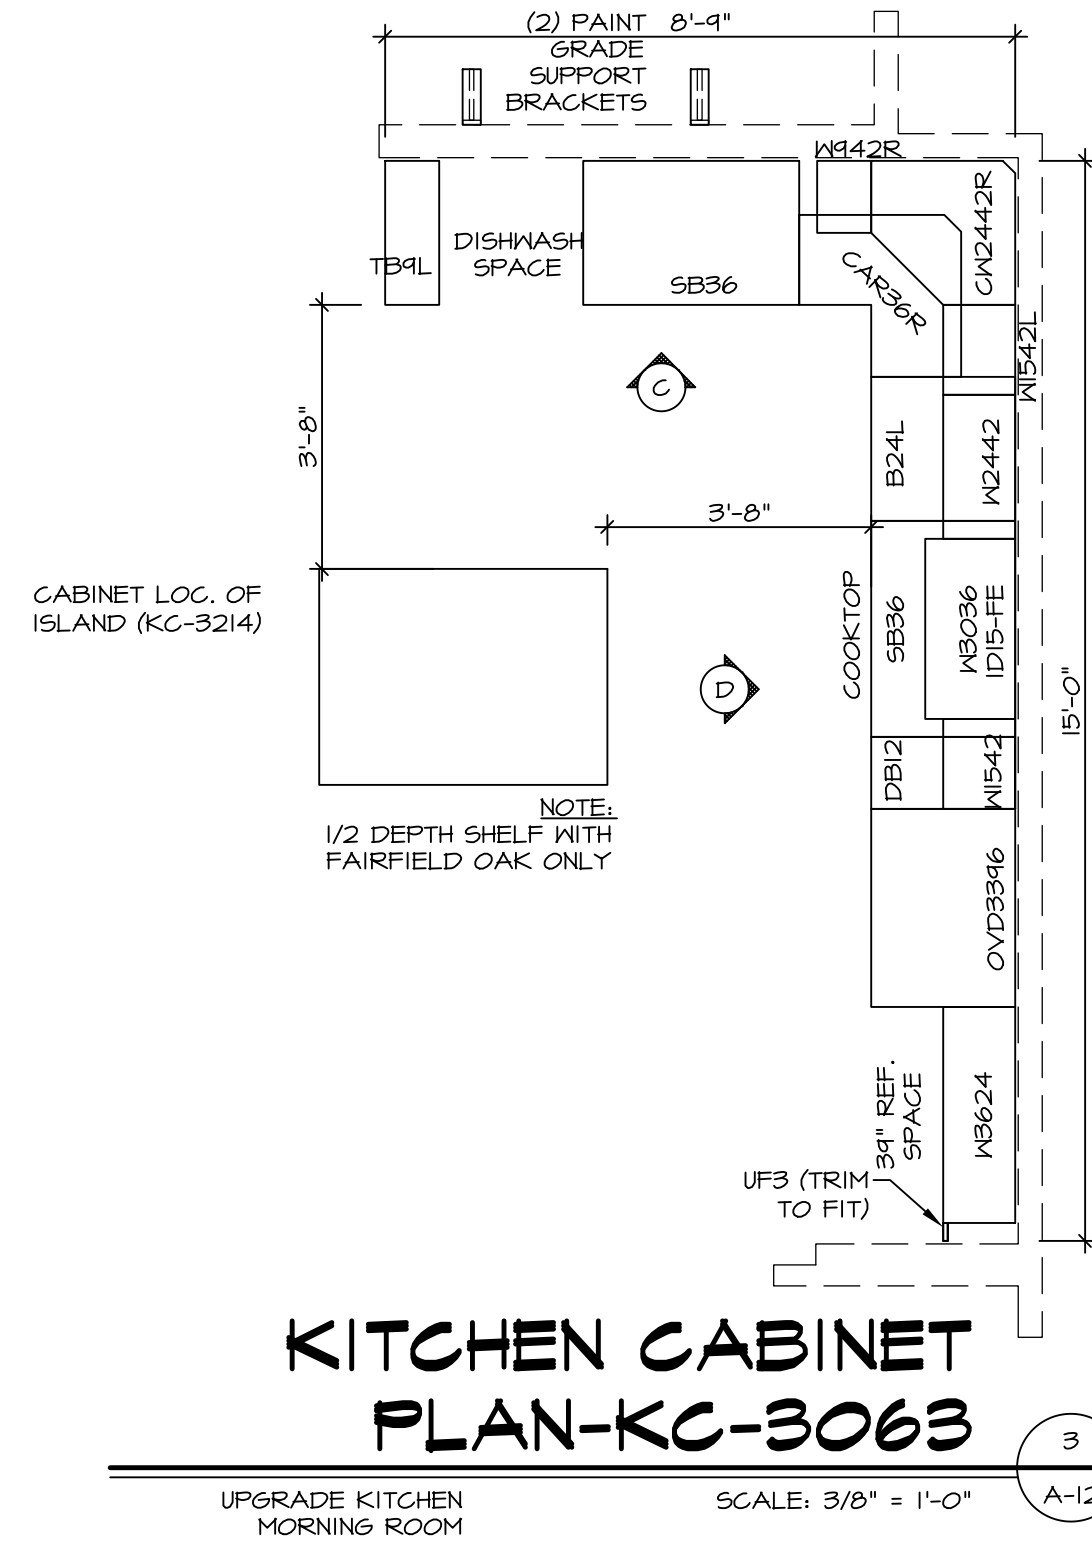 (2) PAINT 8'-9"
GRADE
SUPPORT
BRACKETS
W942R
CW2442R
DISHWASH
SPACE
TB9L
SB36
CAR36R
W1542L
C
3'-8"
B24L
W2442
3'-8"
CABINET LOC. OF
ISLAND (KC-3214)
COOKTOP
SB36
W3036
ID15-FE
D
15'-0"
DB12
W1542
NOTE:
1/2 DEPTH SHELF WITH
FAIRFIELD OAK ONLY
OVD3396
39" REF.
SPACE
W3624
UF3 (TRIM
TO FIT)
KITCHEN CABINET
PLAN-KC-3063
3
A-12
UPGRADE KITCHEN
MORNING ROOM
SCALE: 3/8" = 1'-0"